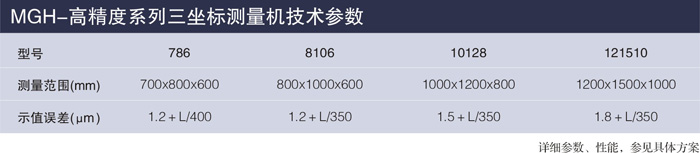 MGH-高精度系列三坐标测量机技术参数
型号 786 8106 10128 121510
测量范围(mm) 700x800x600 800x1000x600 1000x1200x800 1200x1500x1000
示值误差(μm) 1.2+L/400 1.2+L/350 1.5+L/350 1.8+L/350
详细参数、性能,参见具体方案